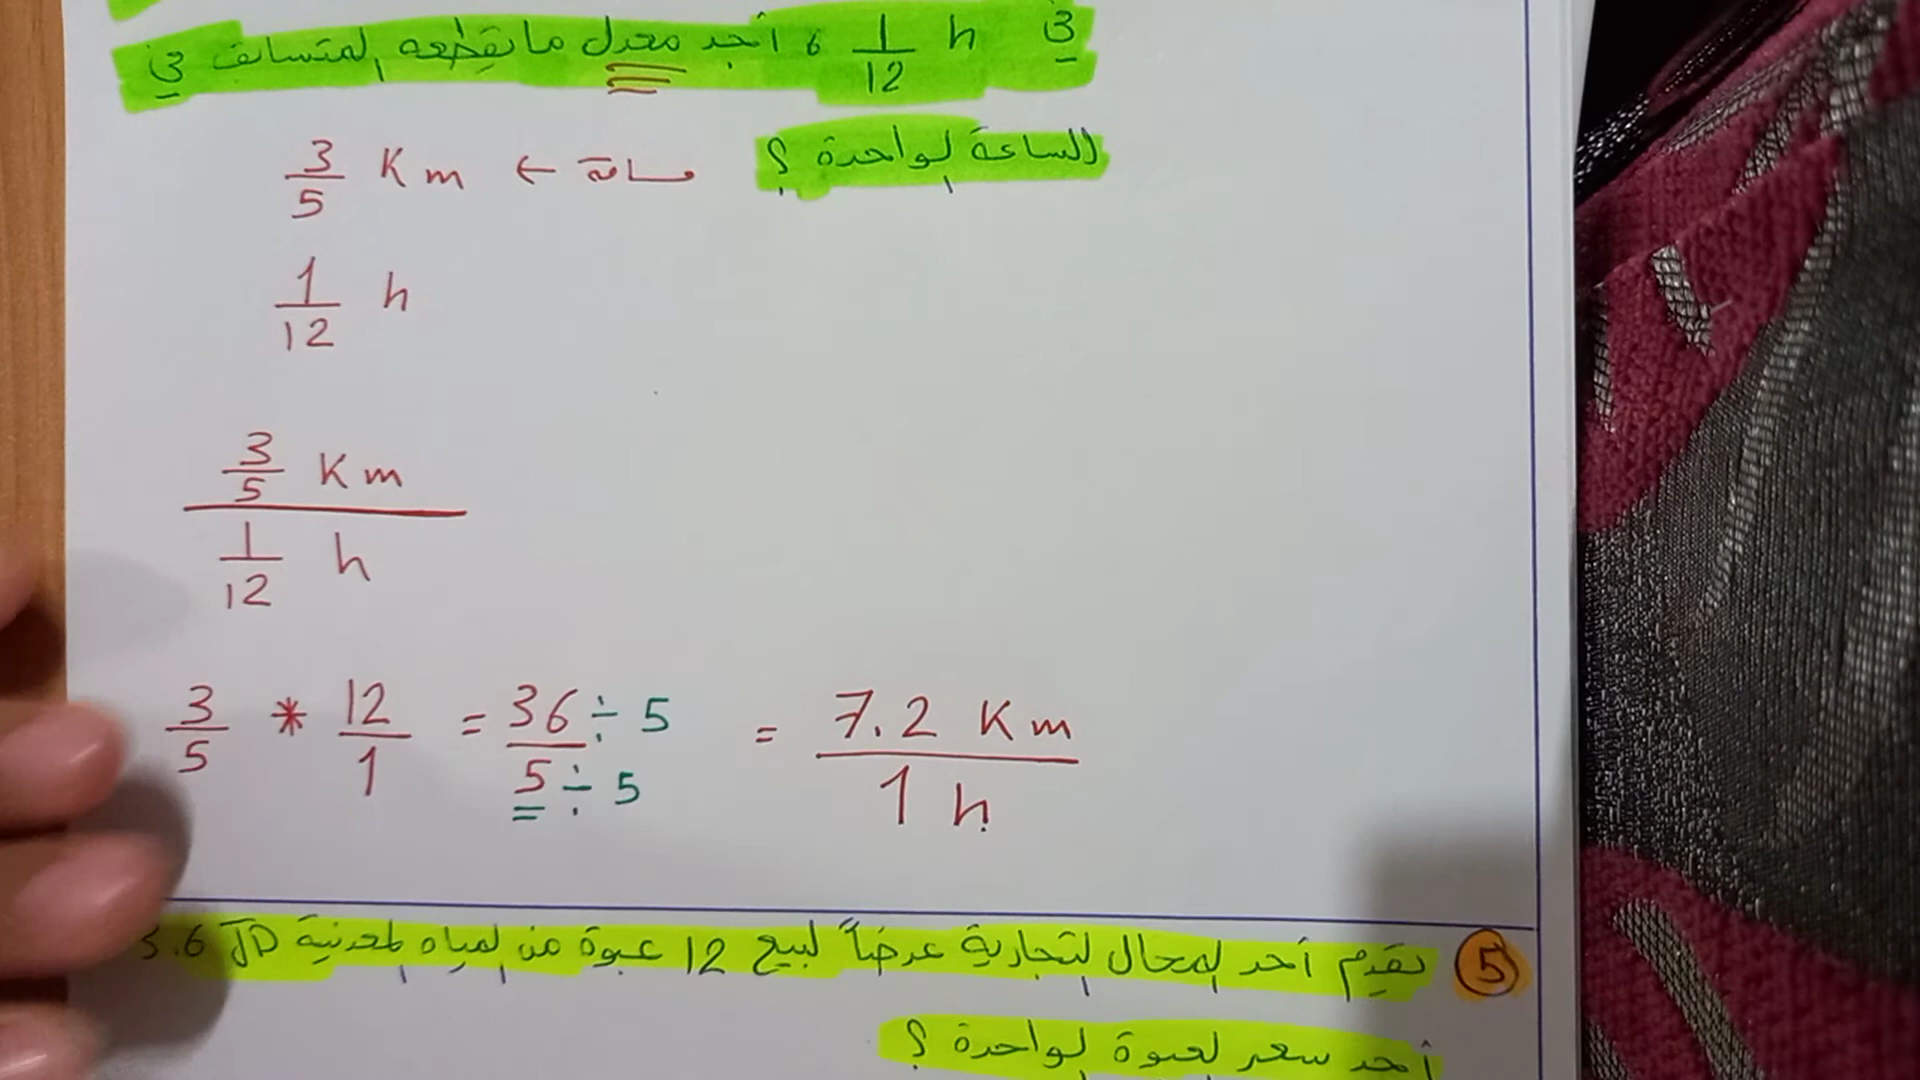 في 1/12 h ، أجد معدل ما يقطعه المتسابق في
الساعة الواحدة ؟
مسافة ← 3/5 Km
1/12 h
3/5 Km
1/12 h
3/5 * 12/1 = 36 ÷ 5 / 5 ÷ 5 = 7.2 Km / 1 h
5 تقدم أحد المحال التجارية عرضاً لبيع 12 عبوة من المياه المعدنية 3.6 JD
أجد سعر العبوة الواحدة ؟